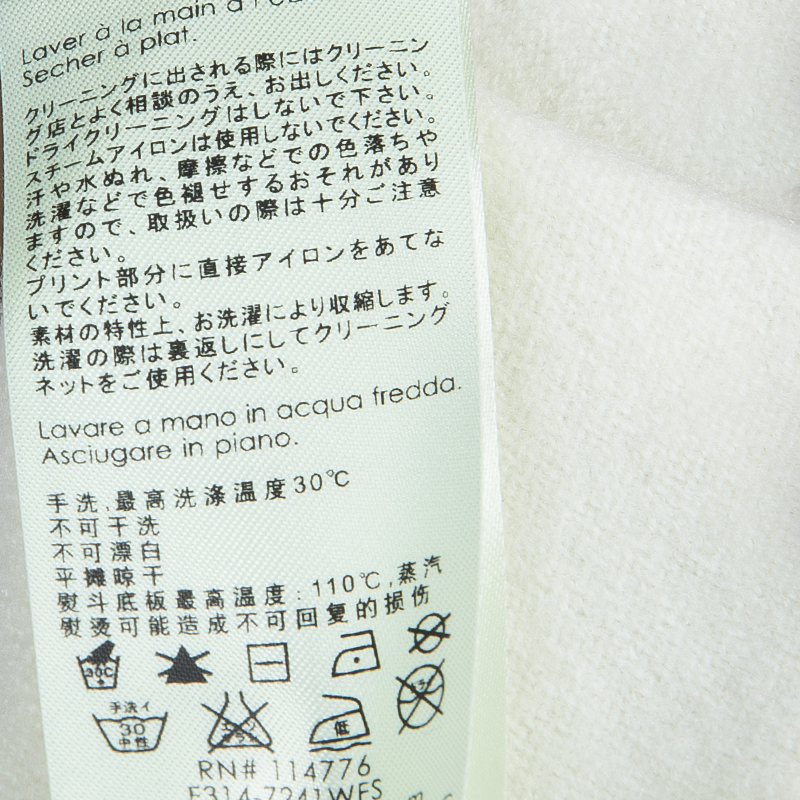 Laver à la main à l'
Secher à plat.
クリーニングに出される際にはクリーニン
グ店とよく相談のうえ、お出しください。
ドライクリーニングはしないで下さい。
スチームアイロンは使用しないでください。
汗や水ぬれ、摩擦などでの色落ちや
洗濯などで色褪せするおそれがあり
ますので、取扱いの際は十分ご注意
ください。
プリント部分に直接アイロンをあてな
いでください。
素材の特性上、お洗濯により収縮します。
洗濯の際は裏返しにしてクリーニング
ネットをご使用ください。
Lavare a mano in acqua fredda.
Asciugare in piano.
手洗,最高洗涤温度30℃
不可干洗
不可漂白
平摊晾干
熨斗底板最高温度:110℃,蒸汽
熨烫可能造成不可回复的损伤
30C
手洗イ
30
中性
低
RN# 114776
F314-7241WFS